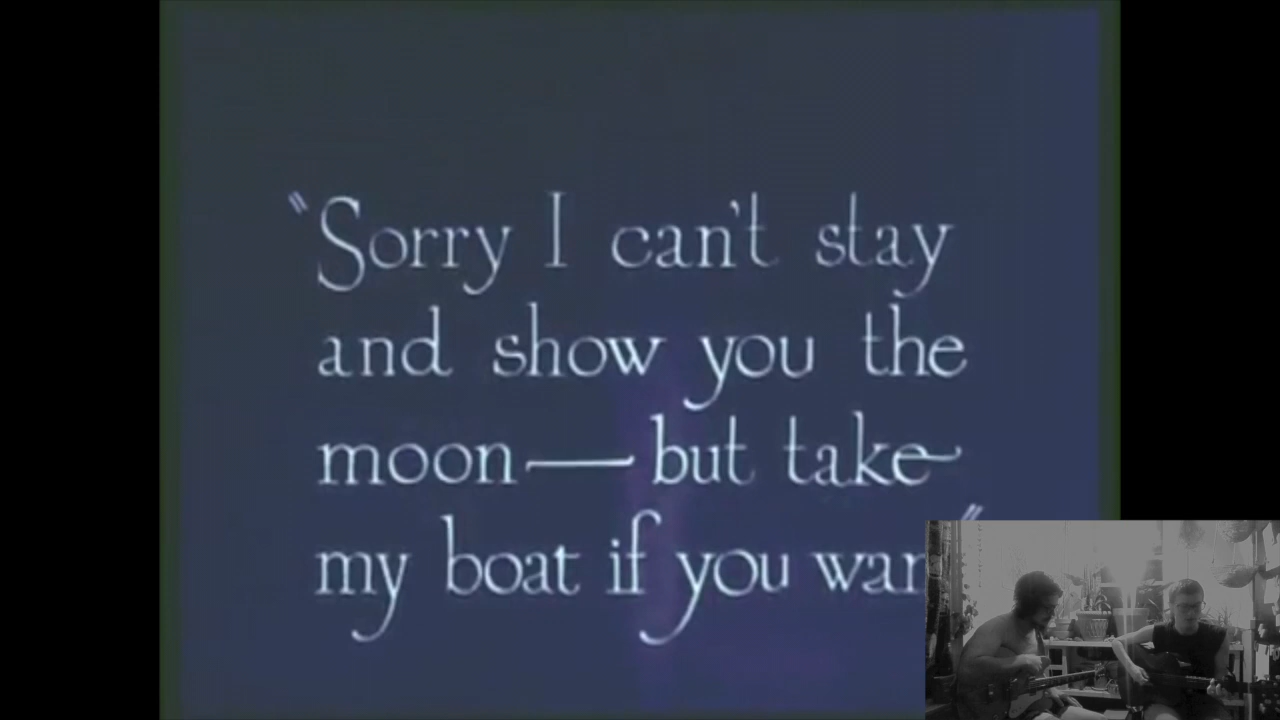 "Sorry I can't stay
and show you the
moon — but take
my boat if you